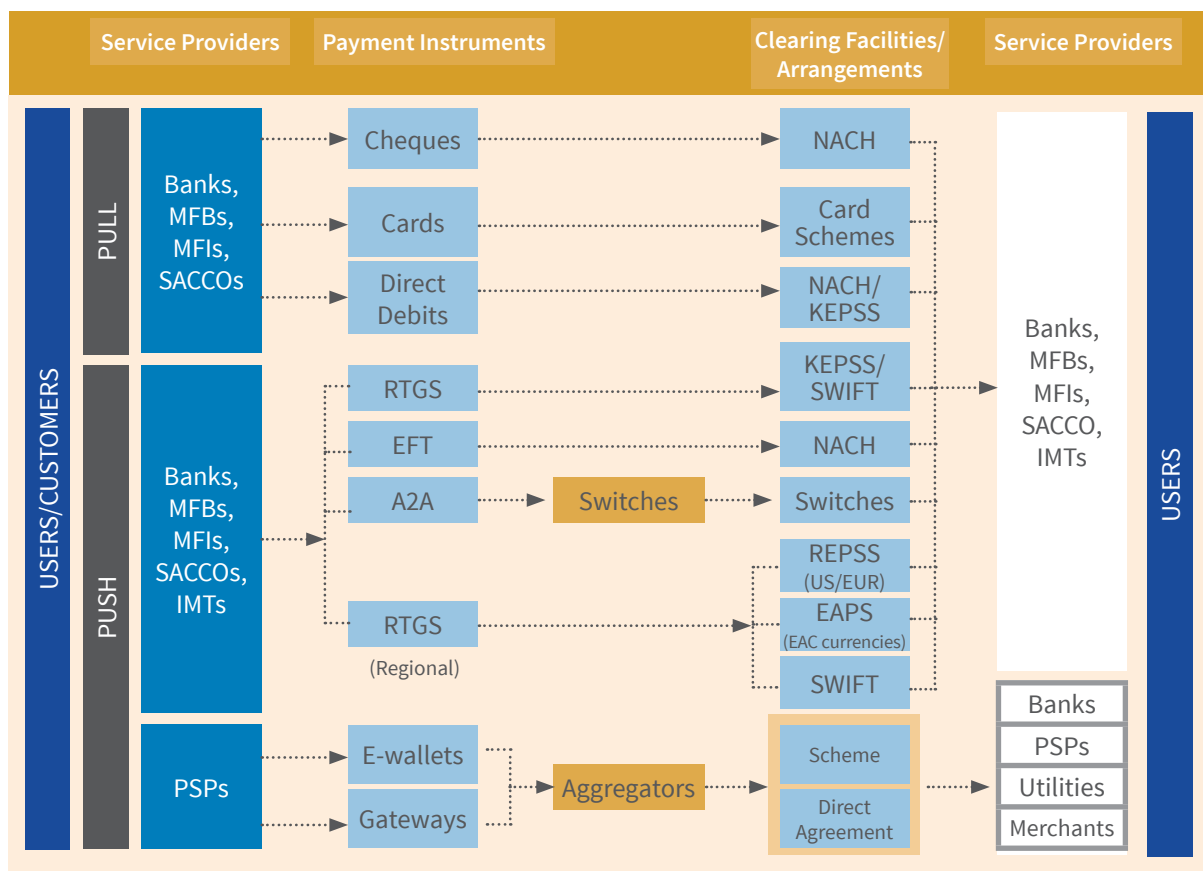 Service Providers
Payment Instruments
Clearing Facilities/
Arrangements
Service Providers
USERS/CUSTOMERS
PULL
Banks,
MFBs,
MFIs,
SACCOs
Cheques
NACH
Cards
Card
Schemes
Direct
Debits
NACH/
KEPSS
PUSH
Banks,
MFBs,
MFIs,
SACCOs,
IMTs
RTGS
KEPSS/
SWIFT
EFT
NACH
A2A
Switches
Switches
RTGS
(Regional)
REPSS
(US/EUR)
EAPS
(EAC currencies)
SWIFT
Banks,
MFBs,
MFIs,
SACCO,
IMTs
PSPs
E-wallets
Gateways
Aggregators
Scheme
Direct
Agreement
Banks
PSPs
Utilities
Merchants
USERS